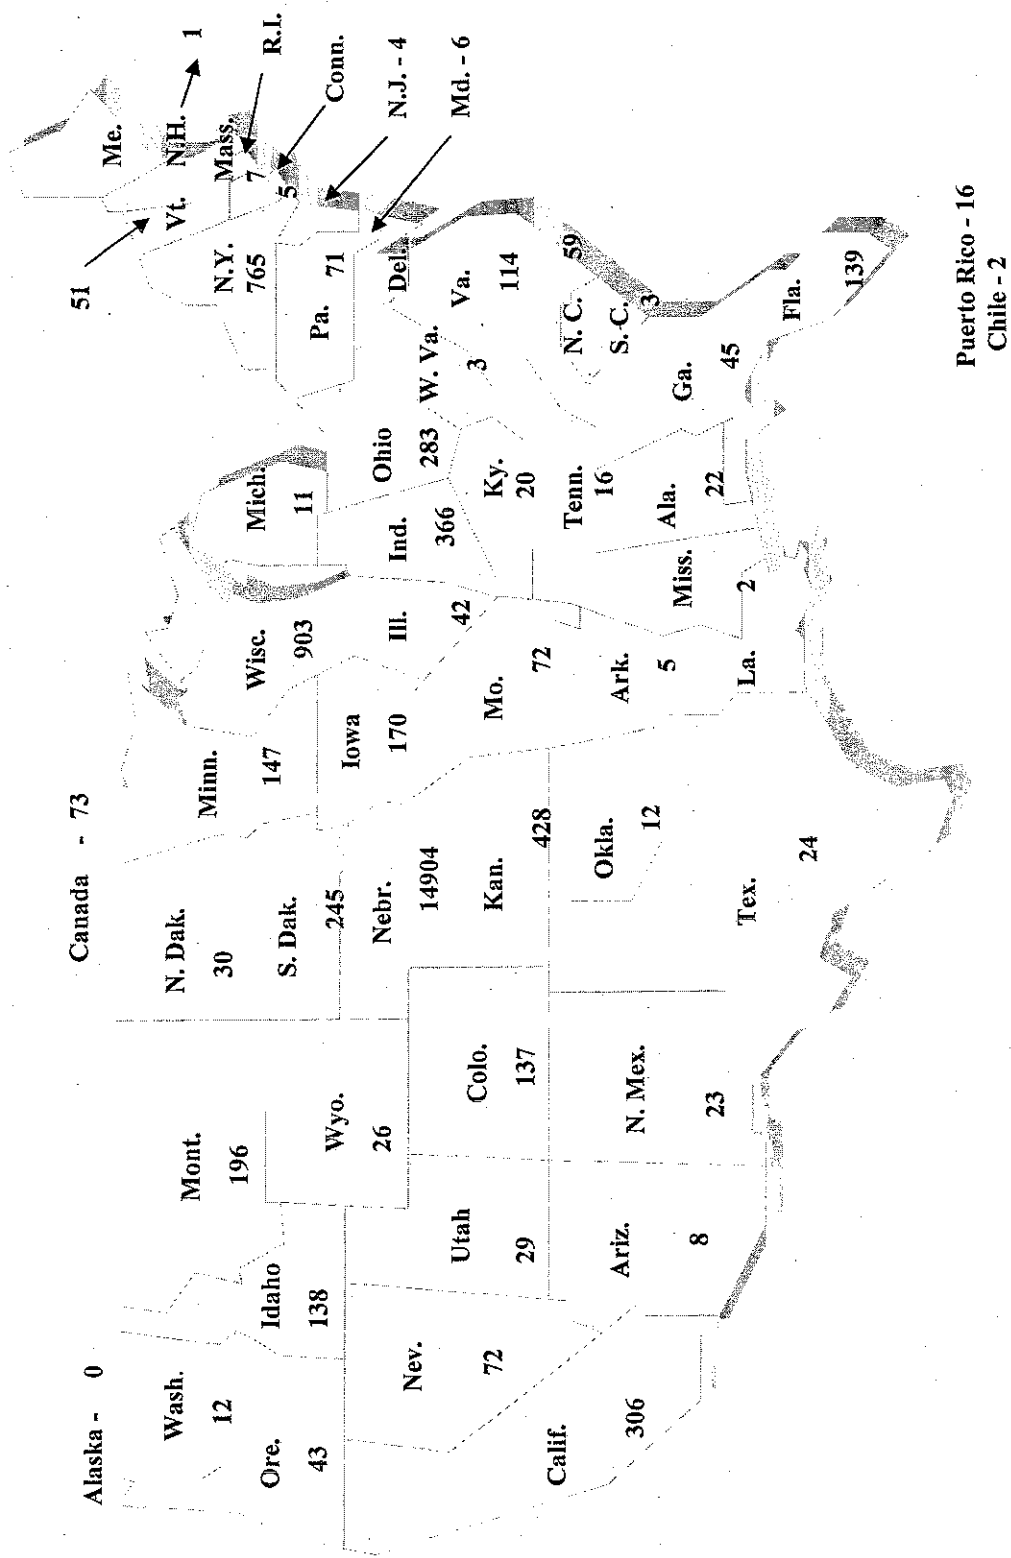 Alaska - 0
Canada - 73
51
Wash.
12
Ore.
43
Idaho
138
Mont.
196
Wyo.
26
N. Dak.
30
S. Dak.
245
Nebr.
14904
Kan.
428
Minn.
147
Iowa
170
Wisc.
903
Ill.
42
Mich.
11
Ind.
366
Ohio
283
Me.
Vt.
N.H.
1
Mass.
7
R.I.
Conn.
5
N.Y.
765
Pa.
71
N.J. - 4
Md. - 6
Del.
W. Va.
3
Va.
114
Nev.
72
Utah
29
Colo.
137
Calif.
306
Ariz.
8
N. Mex.
23
Okla.
12
Tex.
24
Mo.
72
Ark.
5
La.
Ky.
20
Tenn.
16
Miss.
2
Ala.
22
N. C.
59
S. C.
3
Ga.
45
Fla.
139
Puerto Rico - 16
Chile - 2